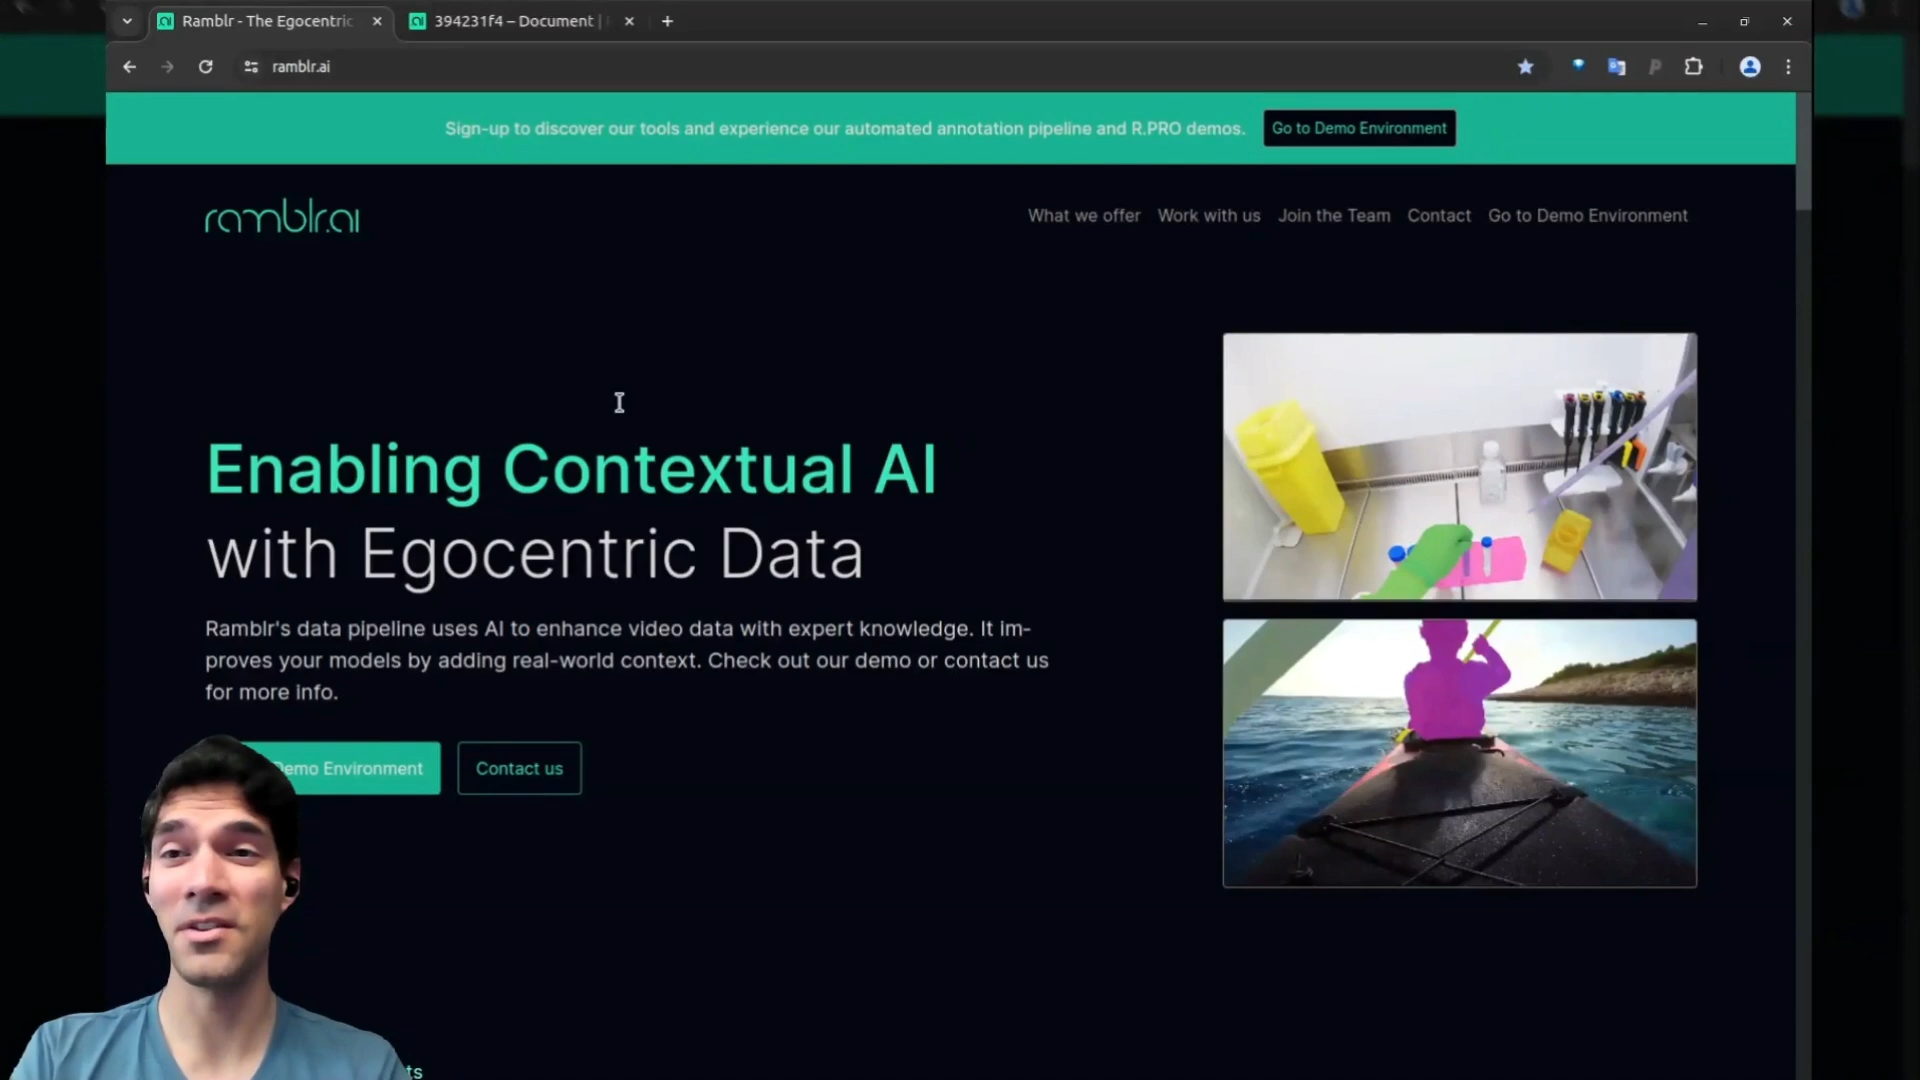 Ramblr - The Egocentric
394231f4 – Document |
ramblr.ai
Sign-up to discover our tools and experience our automated annotation pipeline and R.PRO demos.
Go to Demo Environment
ramblr.ai
What we offer
Work with us
Join the Team
Contact
Go to Demo Environment
Enabling Contextual AI
with Egocentric Data
Ramblr's data pipeline uses AI to enhance video data with expert knowledge. It im-
proves your models by adding real-world context. Check out our demo or contact us
for more info.
Demo Environment
Contact us
ts